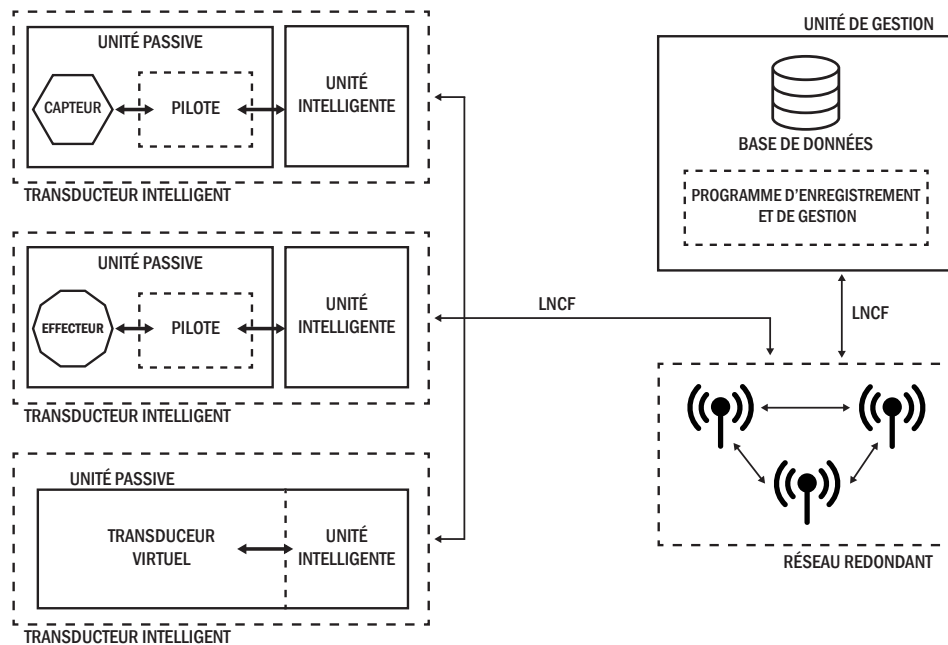 UNITÉ PASSIVE
CAPTEUR
PILOTE
UNITÉ
INTELLIGENTE
TRANSDUCTEUR INTELLIGENT
UNITÉ PASSIVE
EFFECTEUR
PILOTE
UNITÉ
INTELLIGENTE
TRANSDUCTEUR INTELLIGENT
UNITÉ PASSIVE
TRANSDUCEUR
VIRTUEL
UNITÉ
INTELLIGENTE
TRANSDUCTEUR INTELLIGENT
LNCF
UNITÉ DE GESTION
BASE DE DONNÉES
PROGRAMME D'ENREGISTREMENT
ET DE GESTION
LNCF
RÉSEAU REDONDANT